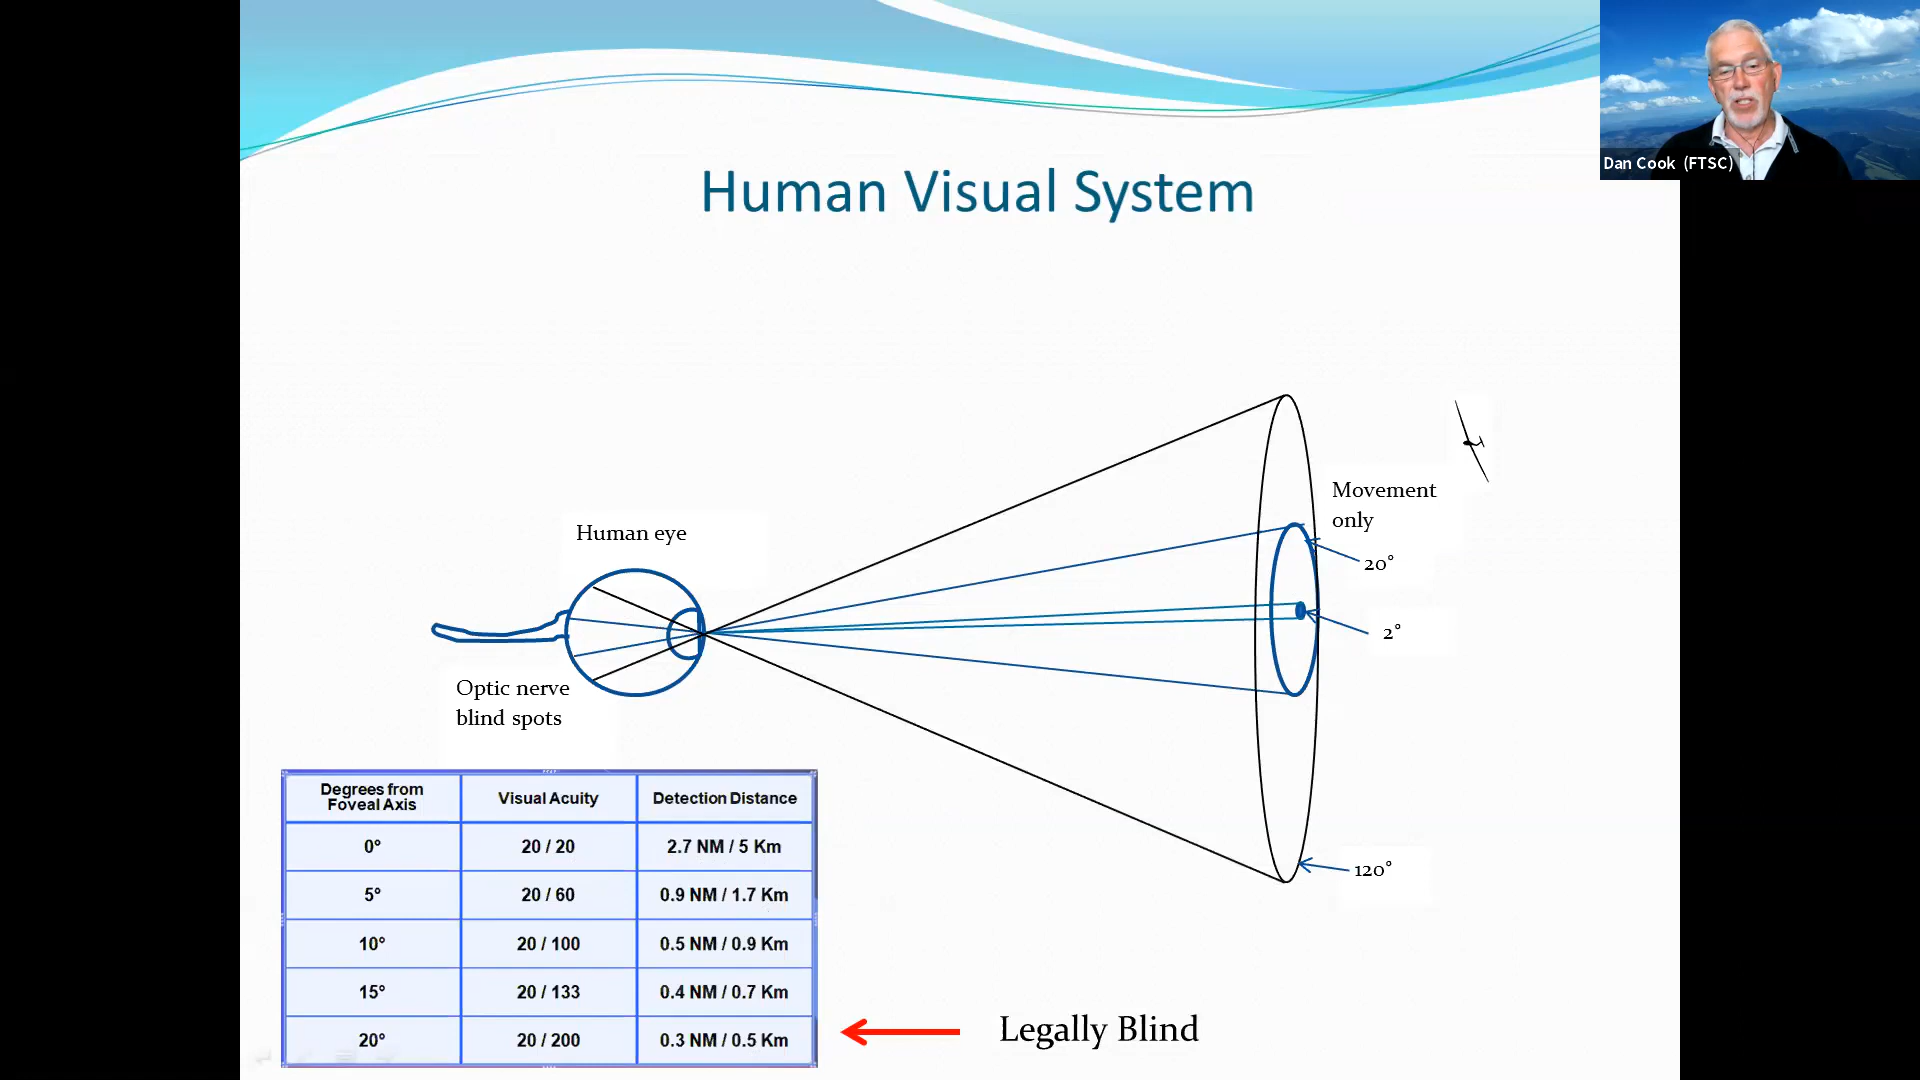 Dan Cook (FTSC)
Human Visual System
Movement
only
Human eye
20°
2°
Optic nerve
blind spots
120°
Degrees from
Foveal Axis
Visual Acuity
Detection Distance
0°
20 / 20
2.7 NM / 5 Km
5°
20 / 60
0.9 NM / 1.7 Km
10°
20 / 100
0.5 NM / 0.9 Km
15°
20 / 133
0.4 NM / 0.7 Km
20°
20 / 200
0.3 NM / 0.5 Km
Legally Blind